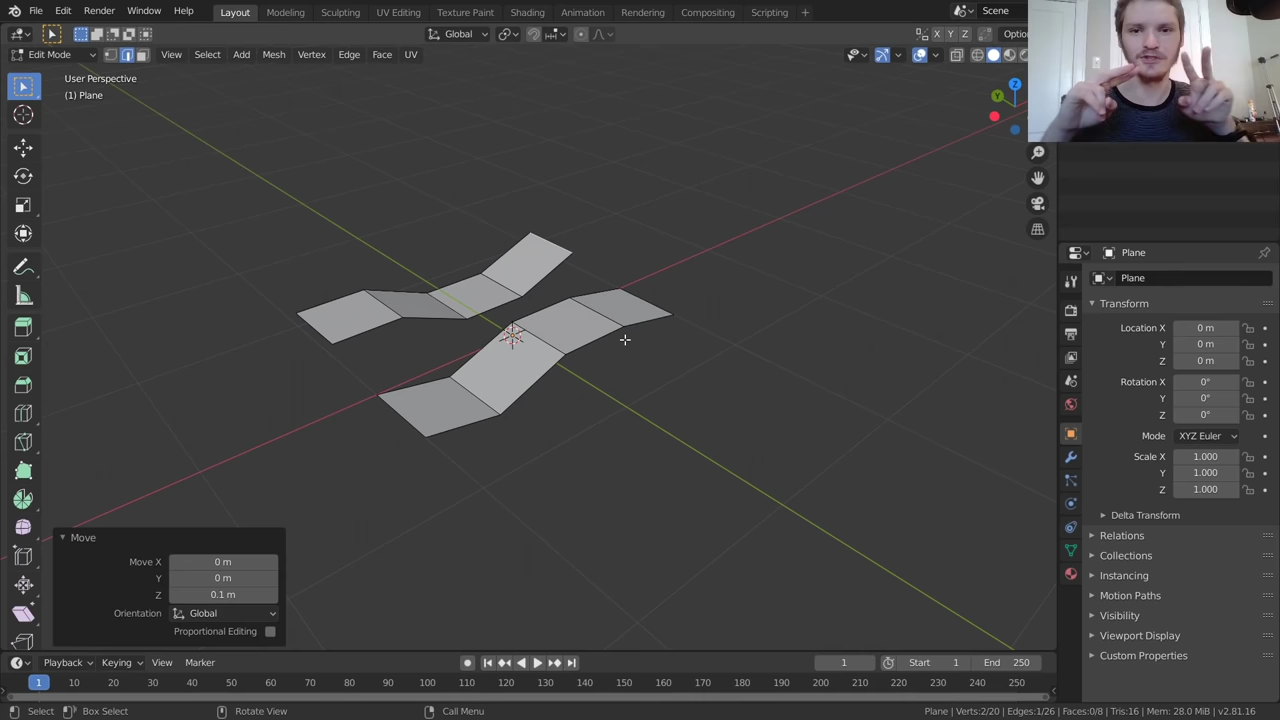 File Edit Render Window Help Layout Modeling Sculpting UV Editing Texture Paint Shading Animation Rendering Compositing Scripting + Scene
Global X Y Z Optio
Edit Mode View Select Add Mesh Vertex Edge Face UV
User Perspective
(1) Plane
Z
Y
Plane
Plane
Transform
Location X 0 m
Y 0 m
Z 0 m
Rotation X 0°
Y 0°
Z 0°
Mode XYZ Euler
Scale X 1.000
Y 1.000
Z 1.000
Delta Transform
Relations
Collections
Instancing
Motion Paths
Visibility
Viewport Display
Custom Properties
Move
Move X 0 m
Y 0 m
Z 0.1 m
Orientation Global
Proportional Editing
Playback Keying View Marker 1 Start 1 End 250
1 10 20 30 40 50 60 70 80 90 100 110 120 130 140 150 160 170 180 190 200 210 220 230 240 250
Select Box Select Rotate View Call Menu Plane | Verts:2/20 | Edges:1/26 | Faces:0/8 | Tris:16 | Mem: 28.0 MiB | v2.81.16